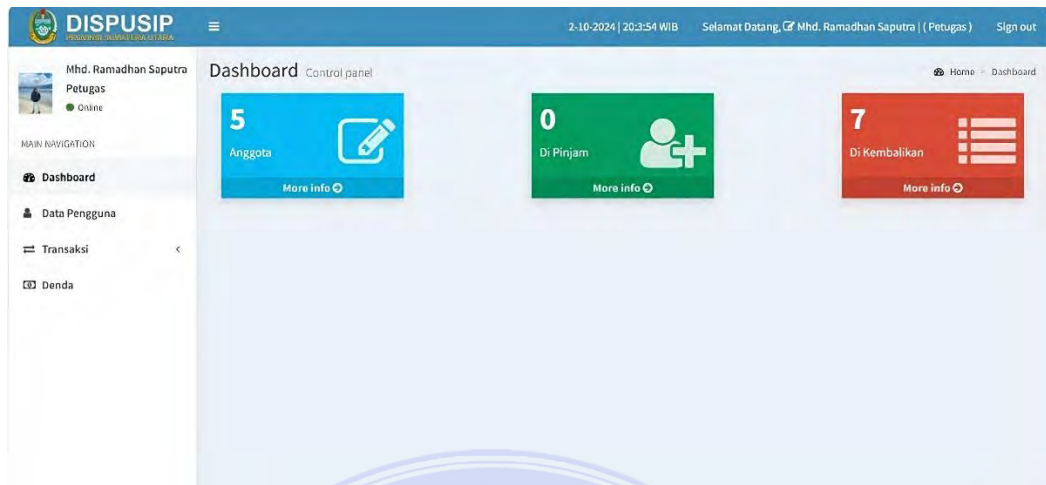 DISPUSIP
PROVINSI SUMATERA UTARA
2-10-2024 | 20:3:54 WIB
Selamat Datang, Mhd. Ramadhan Saputra | ( Petugas )
Sign out
Mhd. Ramadhan Saputra
Petugas
Online
MAIN NAVIGATION
Dashboard
Data Pengguna
Transaksi
Denda
Dashboard Control panel
Home > Dashboard
5
Anggota
More info
0
Di Pinjam
More info
7
Di Kembalikan
More info